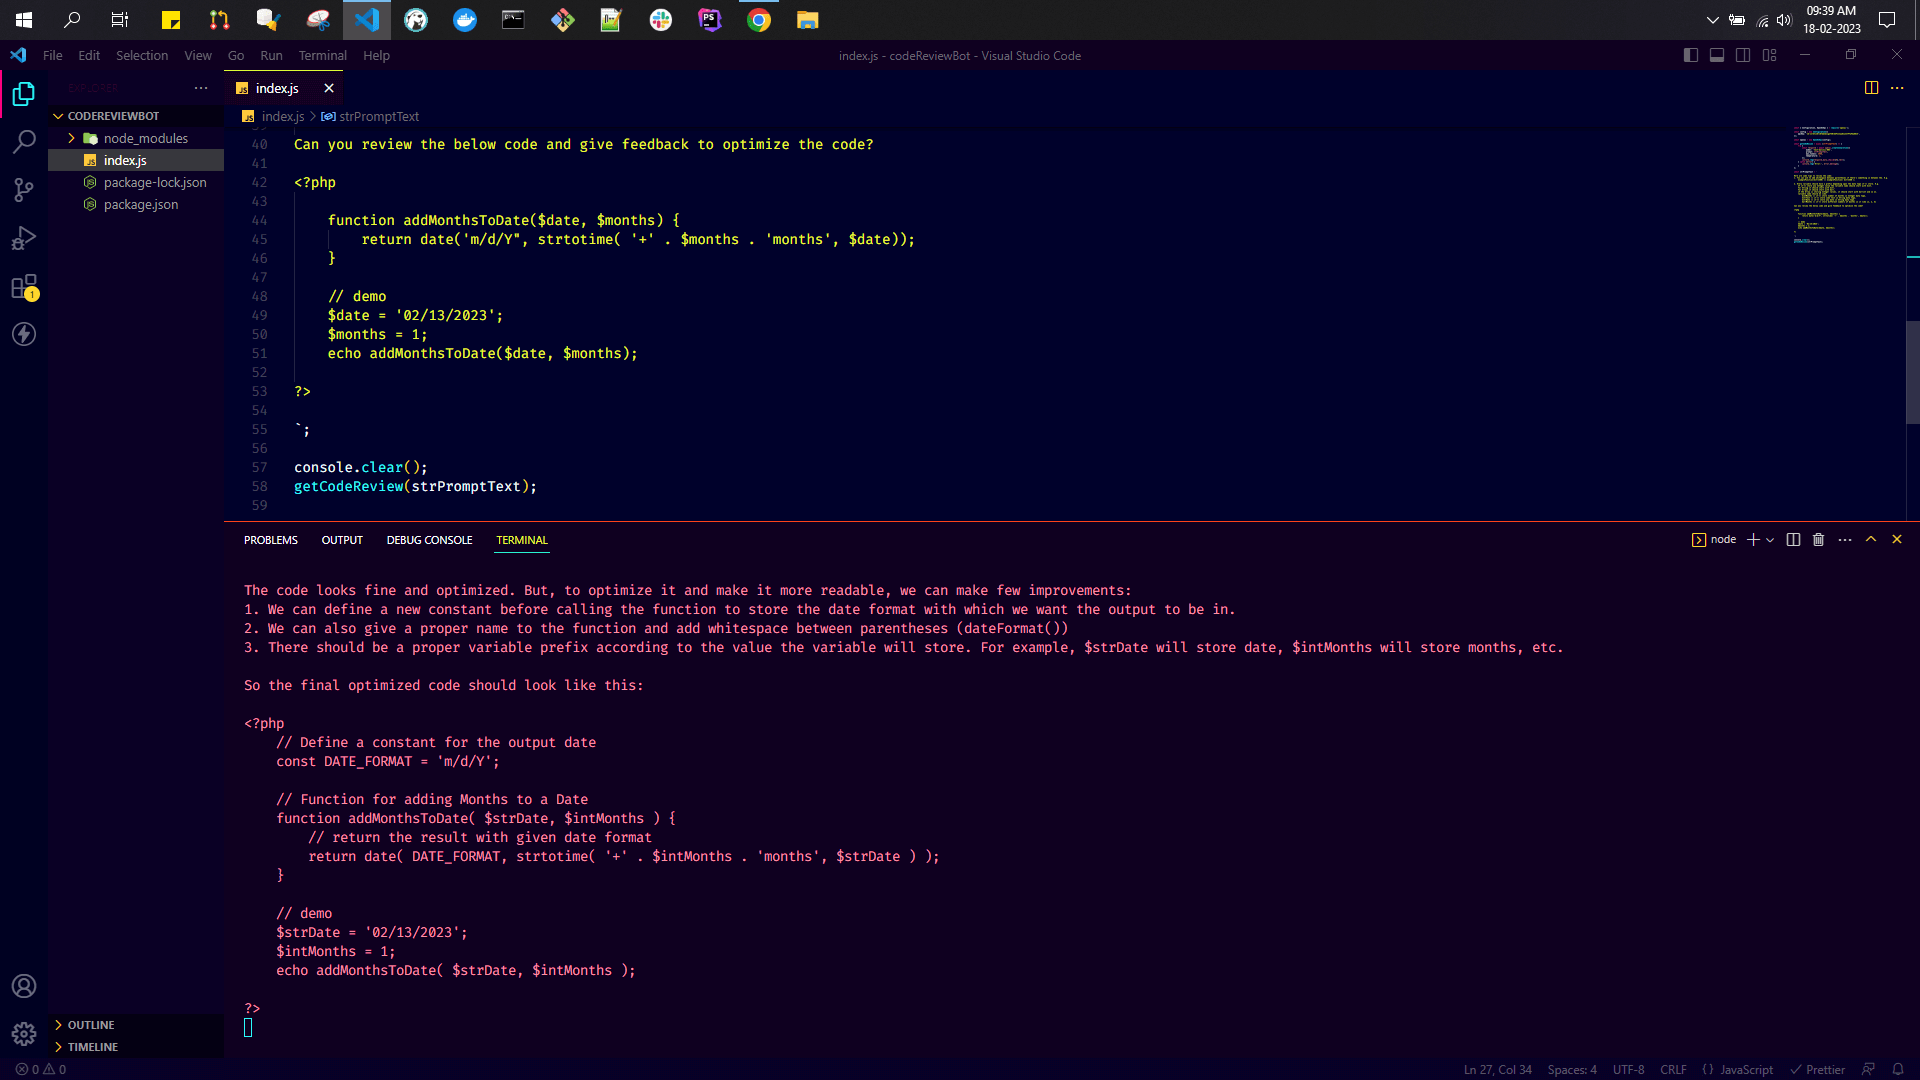 09:39 AM
18-02-2023
File Edit Selection View Go Run Terminal Help
index.js - codeReviewBot - Visual Studio Code
EXPLORER
index.js
CODEREVIEWBOT
node_modules
index.js
package-lock.json
package.json
index.js > strPromptText
40 Can you review the below code and give feedback to optimize the code?
41
42 <?php
43
44 function addMonthsToDate($date, $months) {
45 return date('m/d/Y", strtotime( '+' . $months . 'months', $date));
46 }
47
48 // demo
49 $date = '02/13/2023';
50 $months = 1;
51 echo addMonthsToDate($date, $months);
52
53 ?>
54
55 `;
56
57 console.clear();
58 getCodeReview(strPromptText);
59
PROBLEMS OUTPUT DEBUG CONSOLE TERMINAL
node
The code looks fine and optimized. But, to optimize it and make it more readable, we can make few improvements:
1. We can define a new constant before calling the function to store the date format with which we want the output to be in.
2. We can also give a proper name to the function and add whitespace between parentheses (dateFormat())
3. There should be a proper variable prefix according to the value the variable will store. For example, $strDate will store date, $intMonths will store months, etc.
So the final optimized code should look like this:
<?php
// Define a constant for the output date
const DATE_FORMAT = 'm/d/Y';
// Function for adding Months to a Date
function addMonthsToDate( $strDate, $intMonths ) {
// return the result with given date format
return date( DATE_FORMAT, strtotime( '+' . $intMonths . 'months', $strDate ) );
}
// demo
$strDate = '02/13/2023';
$intMonths = 1;
echo addMonthsToDate( $strDate, $intMonths );
?>
1
OUTLINE
TIMELINE
0 0
Ln 27, Col 34 Spaces: 4 UTF-8 CRLF { } JavaScript Prettier